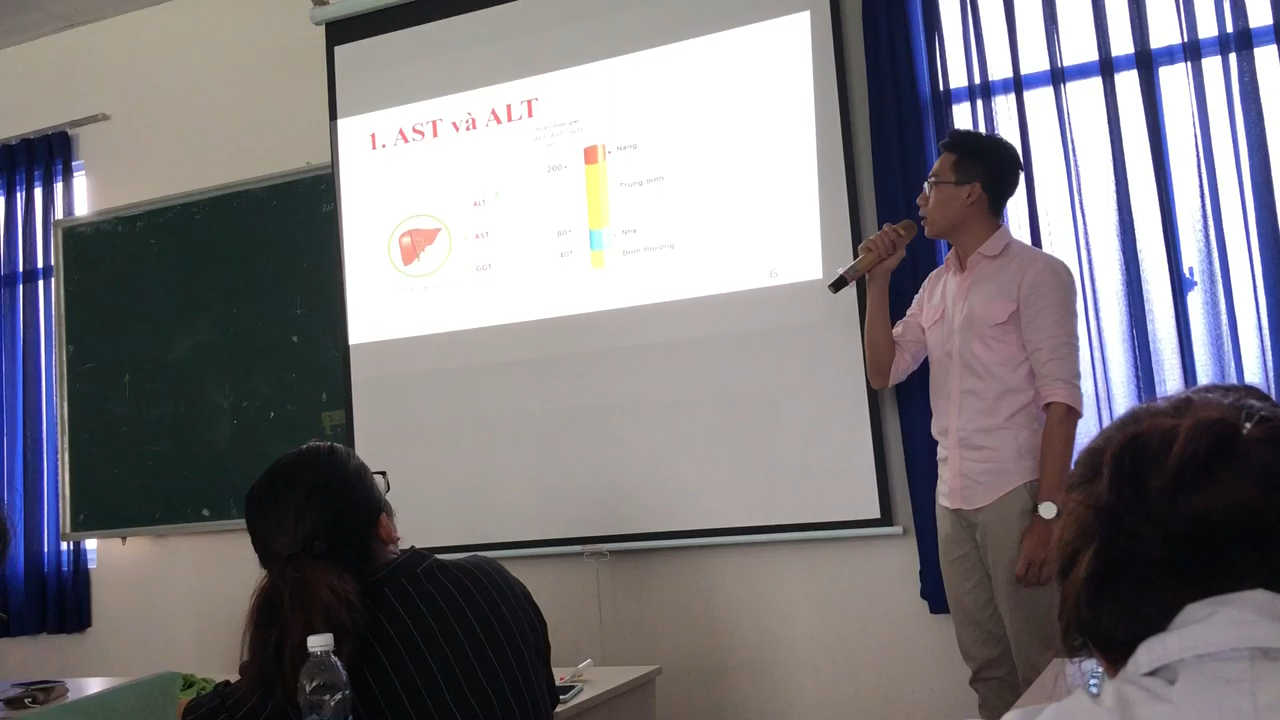 1. AST và ALT
200
Nặng
Trung bình
ALT
AST
80
Nhẹ
GGT
40
Bình thường
6